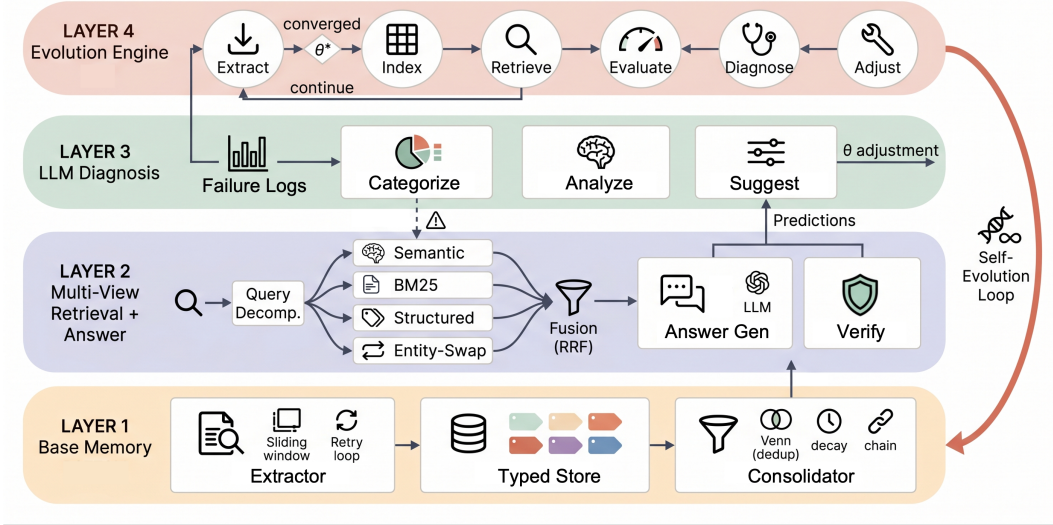 LAYER 4
Evolution Engine
Extract
converged
θ*
Index
Retrieve
Evaluate
Diagnose
Adjust
continue
LAYER 3
LLM Diagnosis
Failure Logs
Categorize
Analyze
Suggest
θ adjustment
Predictions
LAYER 2
Multi-View
Retrieval +
Answer
Query
Decomp.
Semantic
BM25
Structured
Entity-Swap
Fusion
(RRF)
Answer Gen
LLM
Verify
Self-
Evolution
Loop
LAYER 1
Base Memory
Sliding
window
Retry
loop
Extractor
Typed Store
Venn
(dedup)
decay
chain
Consolidator